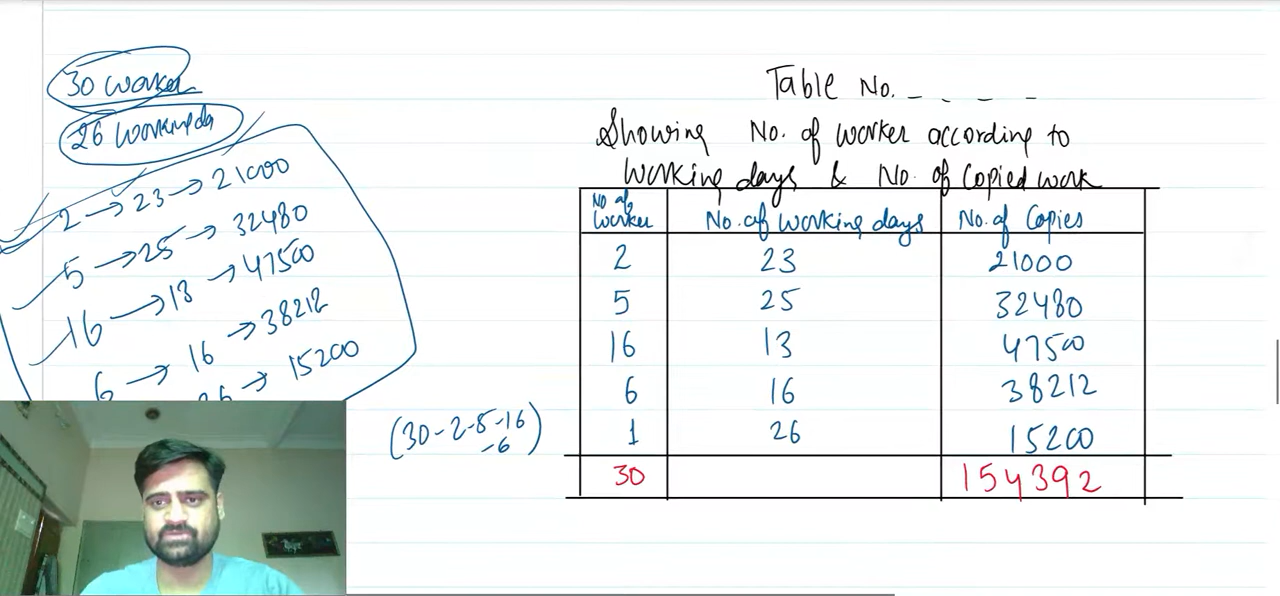 30 worker
26 Working da
2 → 23 → 21000
5 → 25 → 32480
16 → 13 → 47500
6 → 16 → 38212
26 → 15200
(30-2-5-16
-6)
Table No. _ _ _ _
Showing No. of worker according to
working days & No. of Copied work
No. of Worker No. of working days No. of Copies
2 23 21000
5 25 32480
16 13 47500
6 16 38212
1 26 15200
30 154392